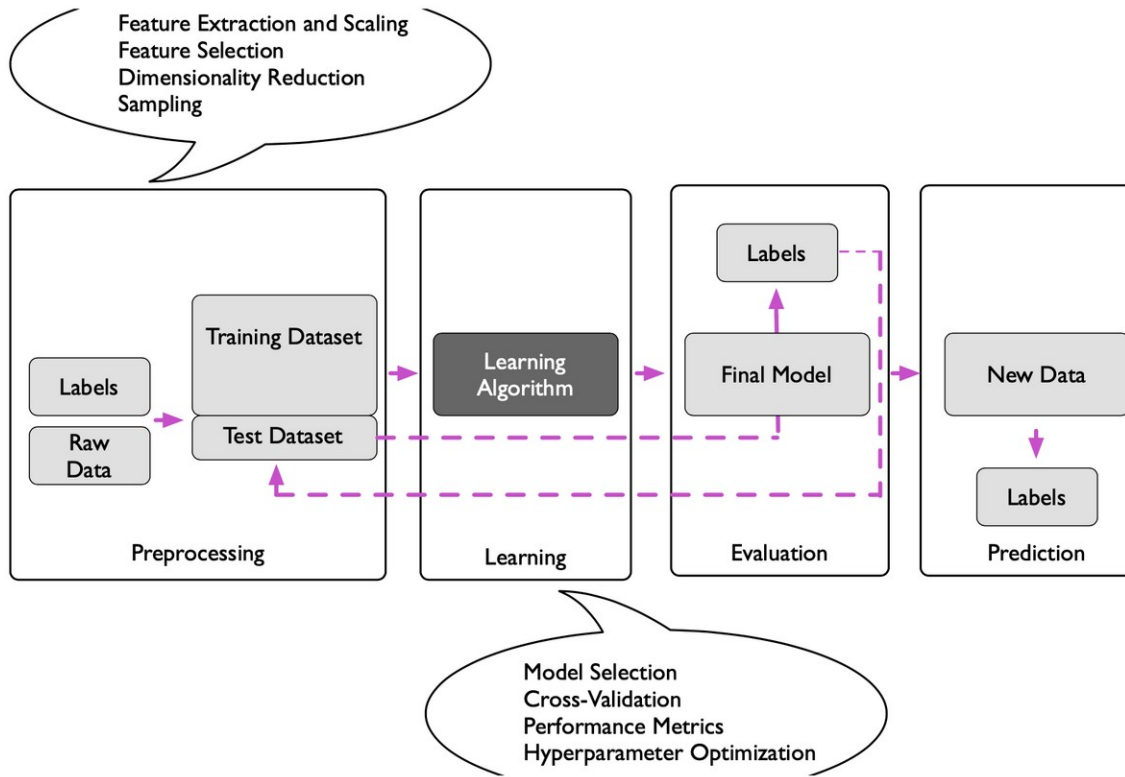 Feature Extraction and Scaling
Feature Selection
Dimensionality Reduction
Sampling
Labels
Raw
Data
Training Dataset
Test Dataset
Preprocessing
Learning
Algorithm
Learning
Labels
Final Model
Evaluation
New Data
Labels
Prediction
Model Selection
Cross-Validation
Performance Metrics
Hyperparameter Optimization